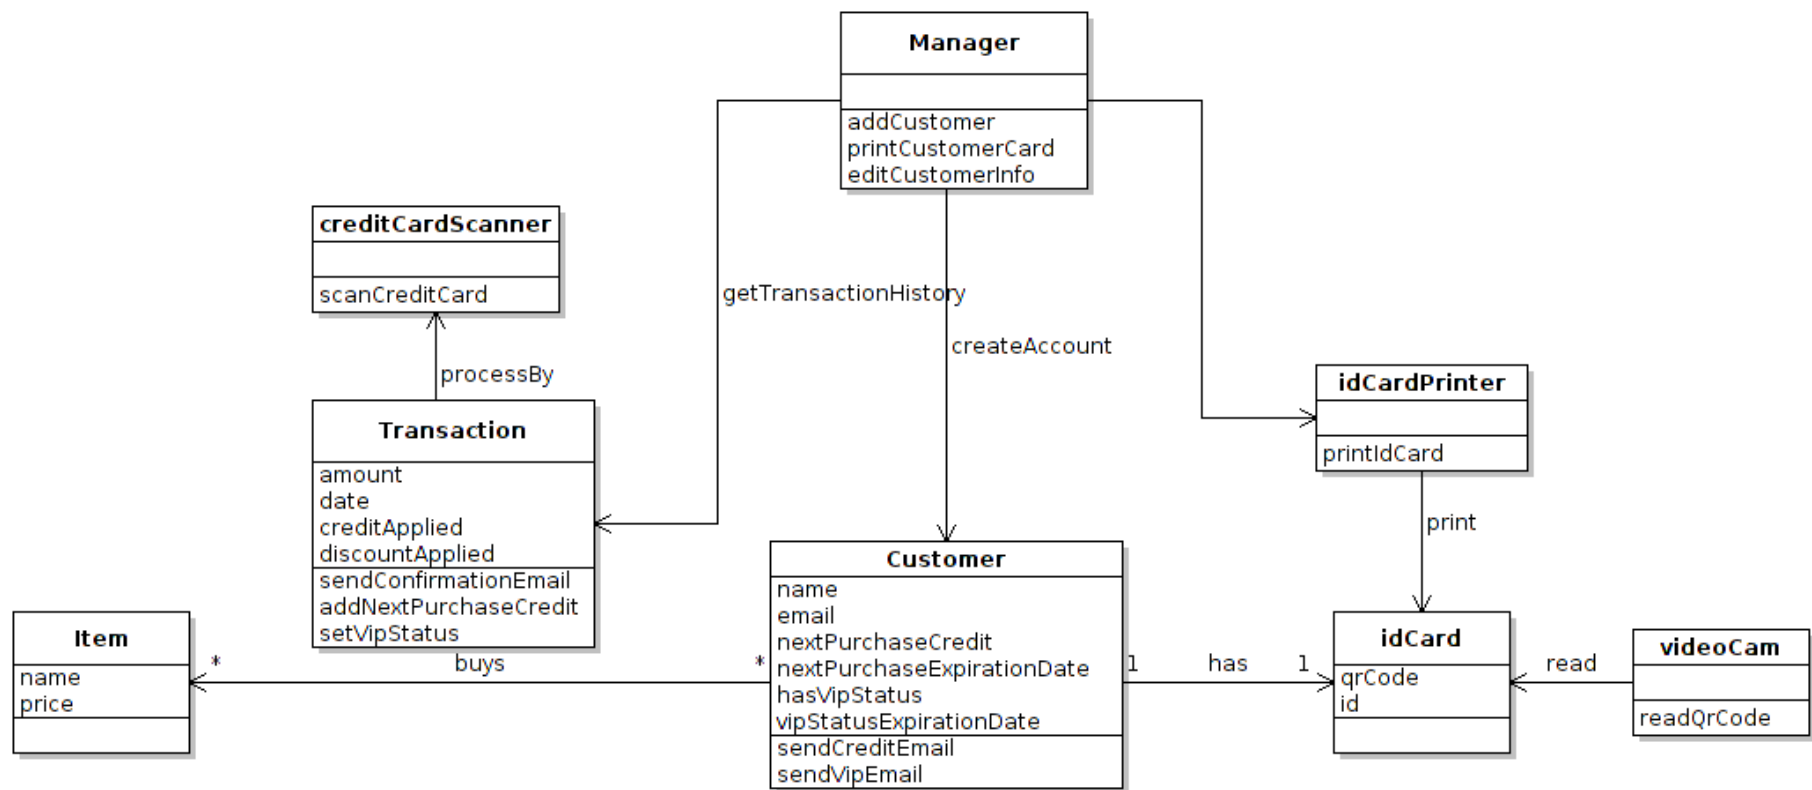 Manager
addCustomer
printCustomerCard
editCustomerInfo
creditCardScanner
scanCreditCard
getTransactionHistory
createAccount
processBy
idCardPrinter
printIdCard
Transaction
amount
date
creditApplied
discountApplied
sendConfirmationEmail
addNextPurchaseCredit
setVipStatus
print
Customer
name
email
nextPurchaseCredit
nextPurchaseExpirationDate
hasVipStatus
vipStatusExpirationDate
sendCreditEmail
sendVipEmail
Item
name
price
* buys *
1 has 1
idCard
qrCode
id
read
videoCam
readQrCode